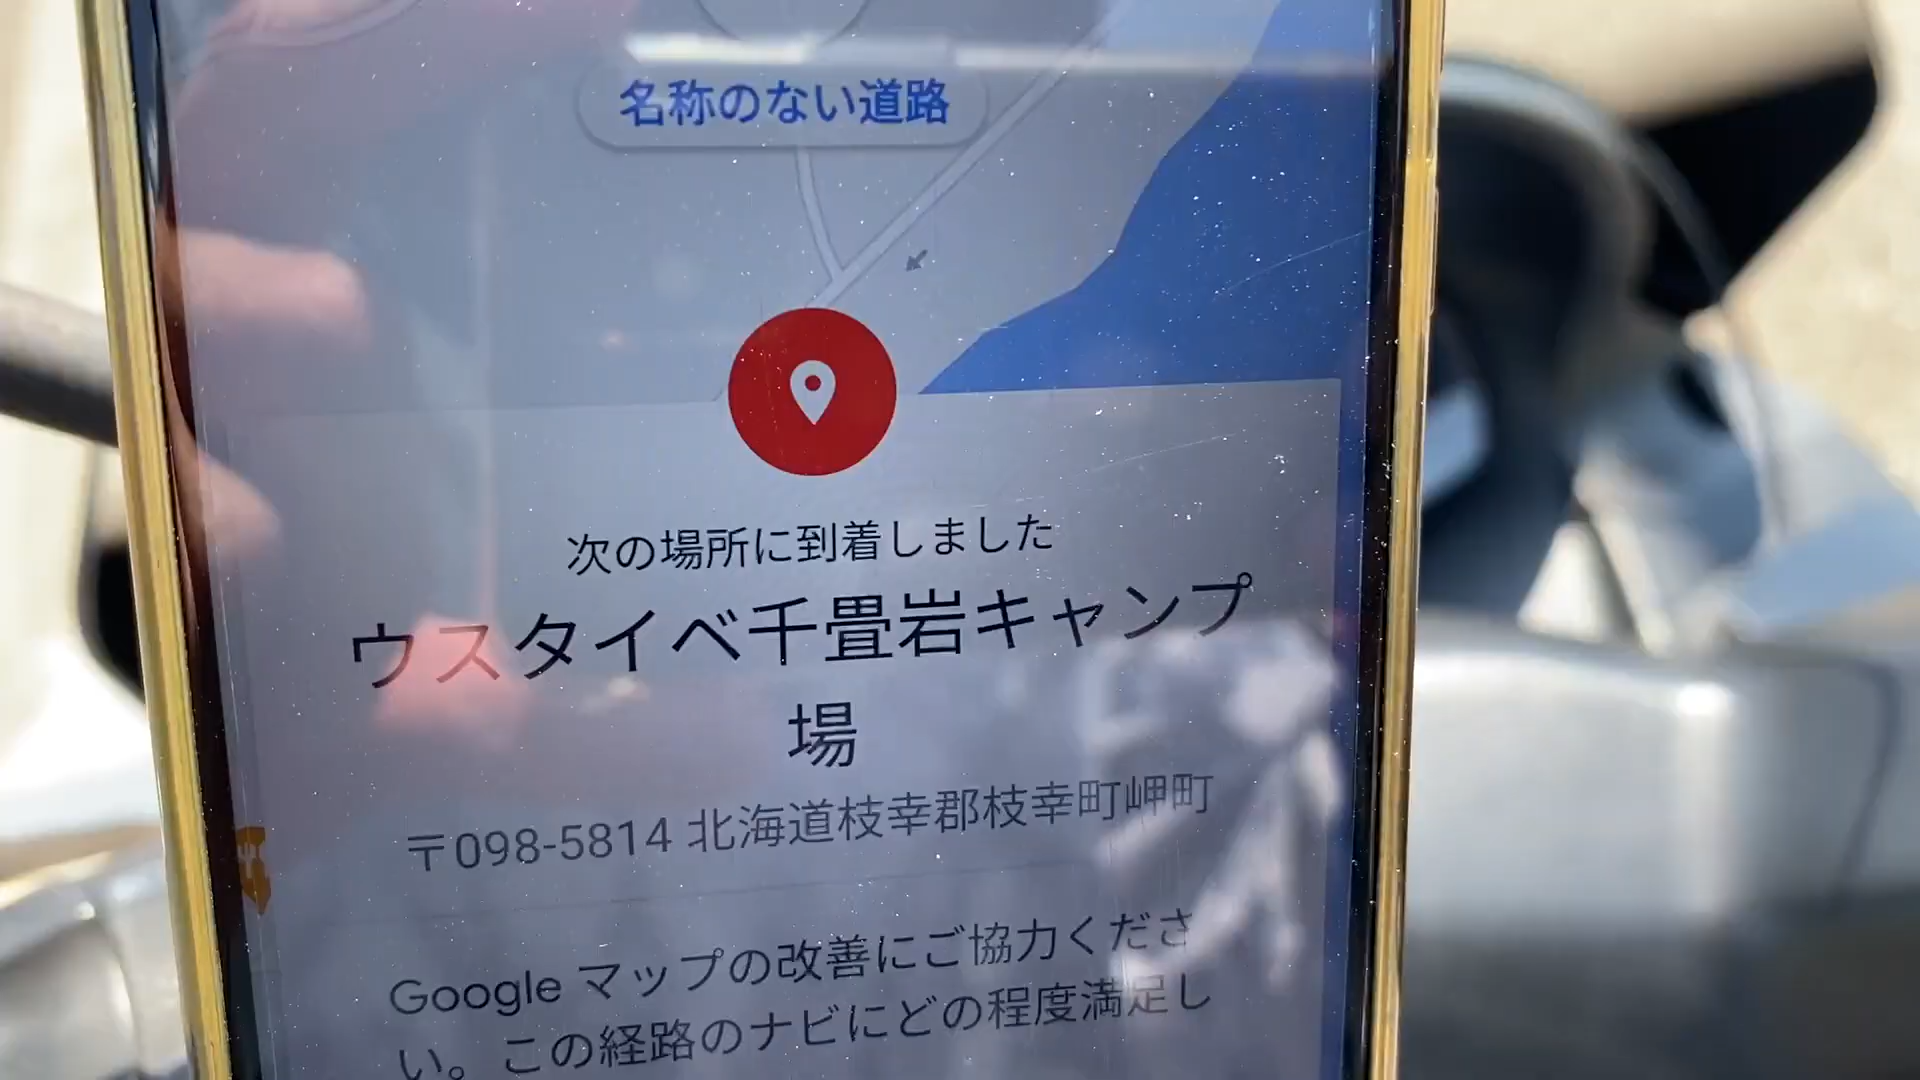 名称のない道路
次の場所に到着しました
ウスタイベ千畳岩キャンプ
場
〒098-5814 北海道枝幸郡枝幸町岬町
Google マップの改善にご協力くださ
い。この経路のナビにどの程度満足し